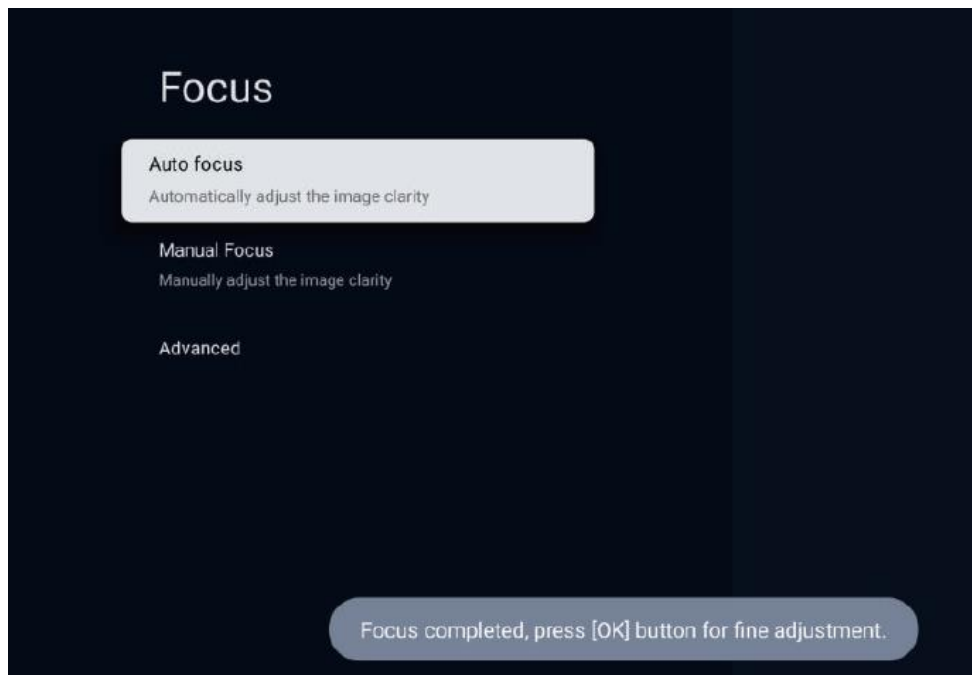 Focus
Auto focus
Automatically adjust the image clarity
Manual Focus
Manually adjust the image clarity
Advanced
Focus completed, press [OK] button for fine adjustment.